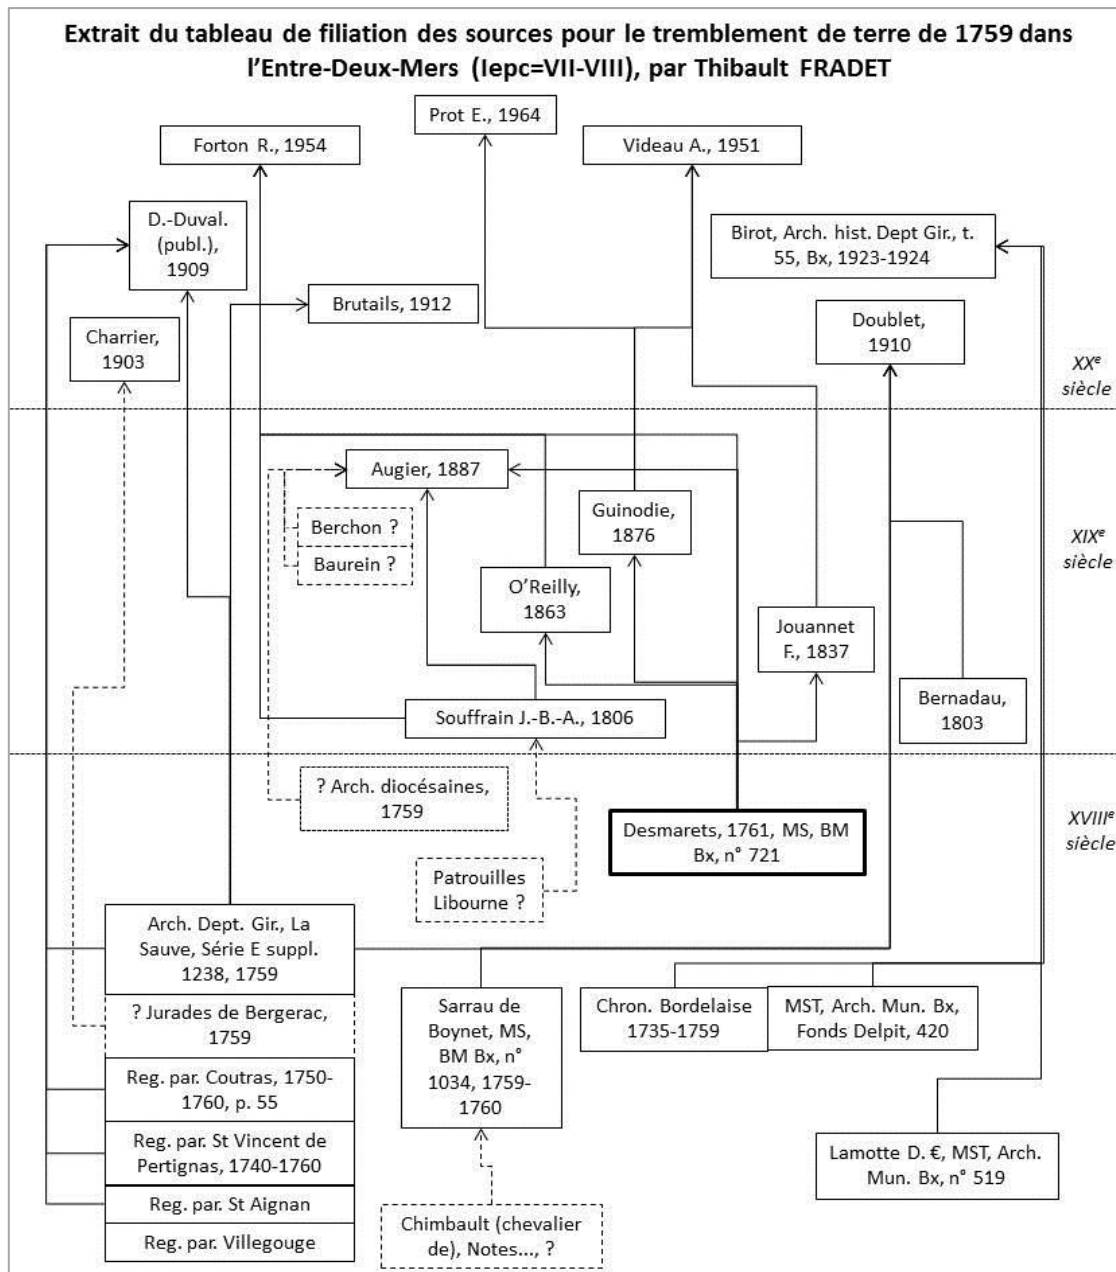 Extrait du tableau de filiation des sources pour le tremblement de terre de 1759 dans
l'Entre-Deux-Mers (Iepc=VII-VIII), par Thibault FRADET
Prot E., 1964
Forton R., 1954
Videau A., 1951
D.-Duval.
(publ.),
1909
Birot, Arch. hist. Dept Gir., t.
55, Bx, 1923-1924
Brutails, 1912
Doublet,
1910
Charrier,
1903
XXe
siècle
Augier, 1887
Guinodie,
1876
Berchon ?
Baurein ?
XIXe
siècle
O'Reilly,
1863
Jouannet
F., 1837
Bernadau,
1803
Souffrain J.-B.-A., 1806
? Arch. diocésaines,
1759
Desmarets, 1761, MS, BM
Bx, n° 721
XVIIIe
siècle
Patrouilles
Libourne ?
Arch. Dept. Gir., La
Sauve, Série E suppl.
1238, 1759
? Jurades de Bergerac,
1759
Reg. par. Coutras, 1750-
1760, p. 55
Reg. par. St Vincent de
Pertignas, 1740-1760
Reg. par. St Aignan
Reg. par. Villegouge
Sarrau de
Boynet, MS,
BM Bx, n°
1034, 1759-
1760
Chron. Bordelaise
1735-1759
MST, Arch. Mun. Bx,
Fonds Delpit, 420
Lamotte D. €, MST, Arch.
Mun. Bx, n° 519
Chimbault (chevalier
de), Notes..., ?